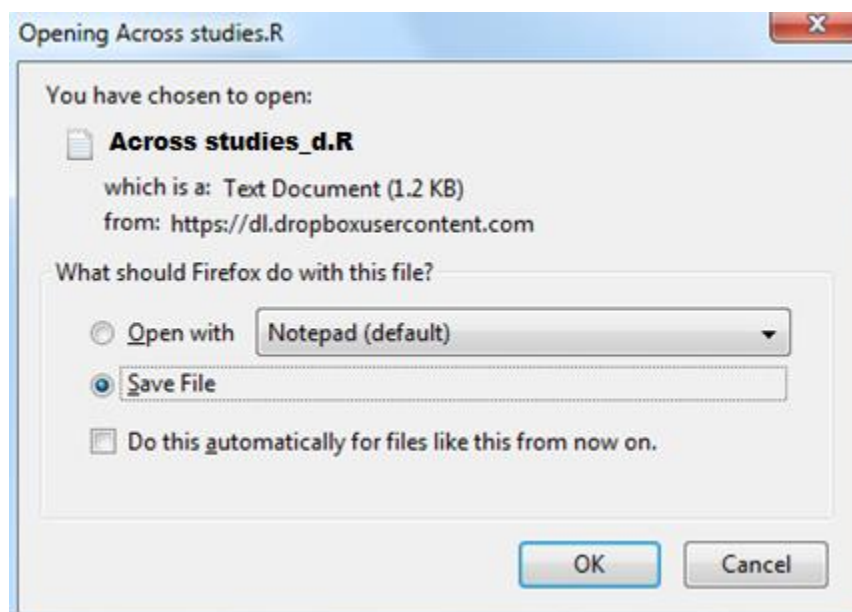 Opening Across studies.R
You have chosen to open:
Across studies_d.R
which is a: Text Document (1.2 KB)
from: https://dl.dropboxusercontent.com
What should Firefox do with this file?
Open with Notepad (default)
Save File
Do this automatically for files like this from now on.
OK Cancel